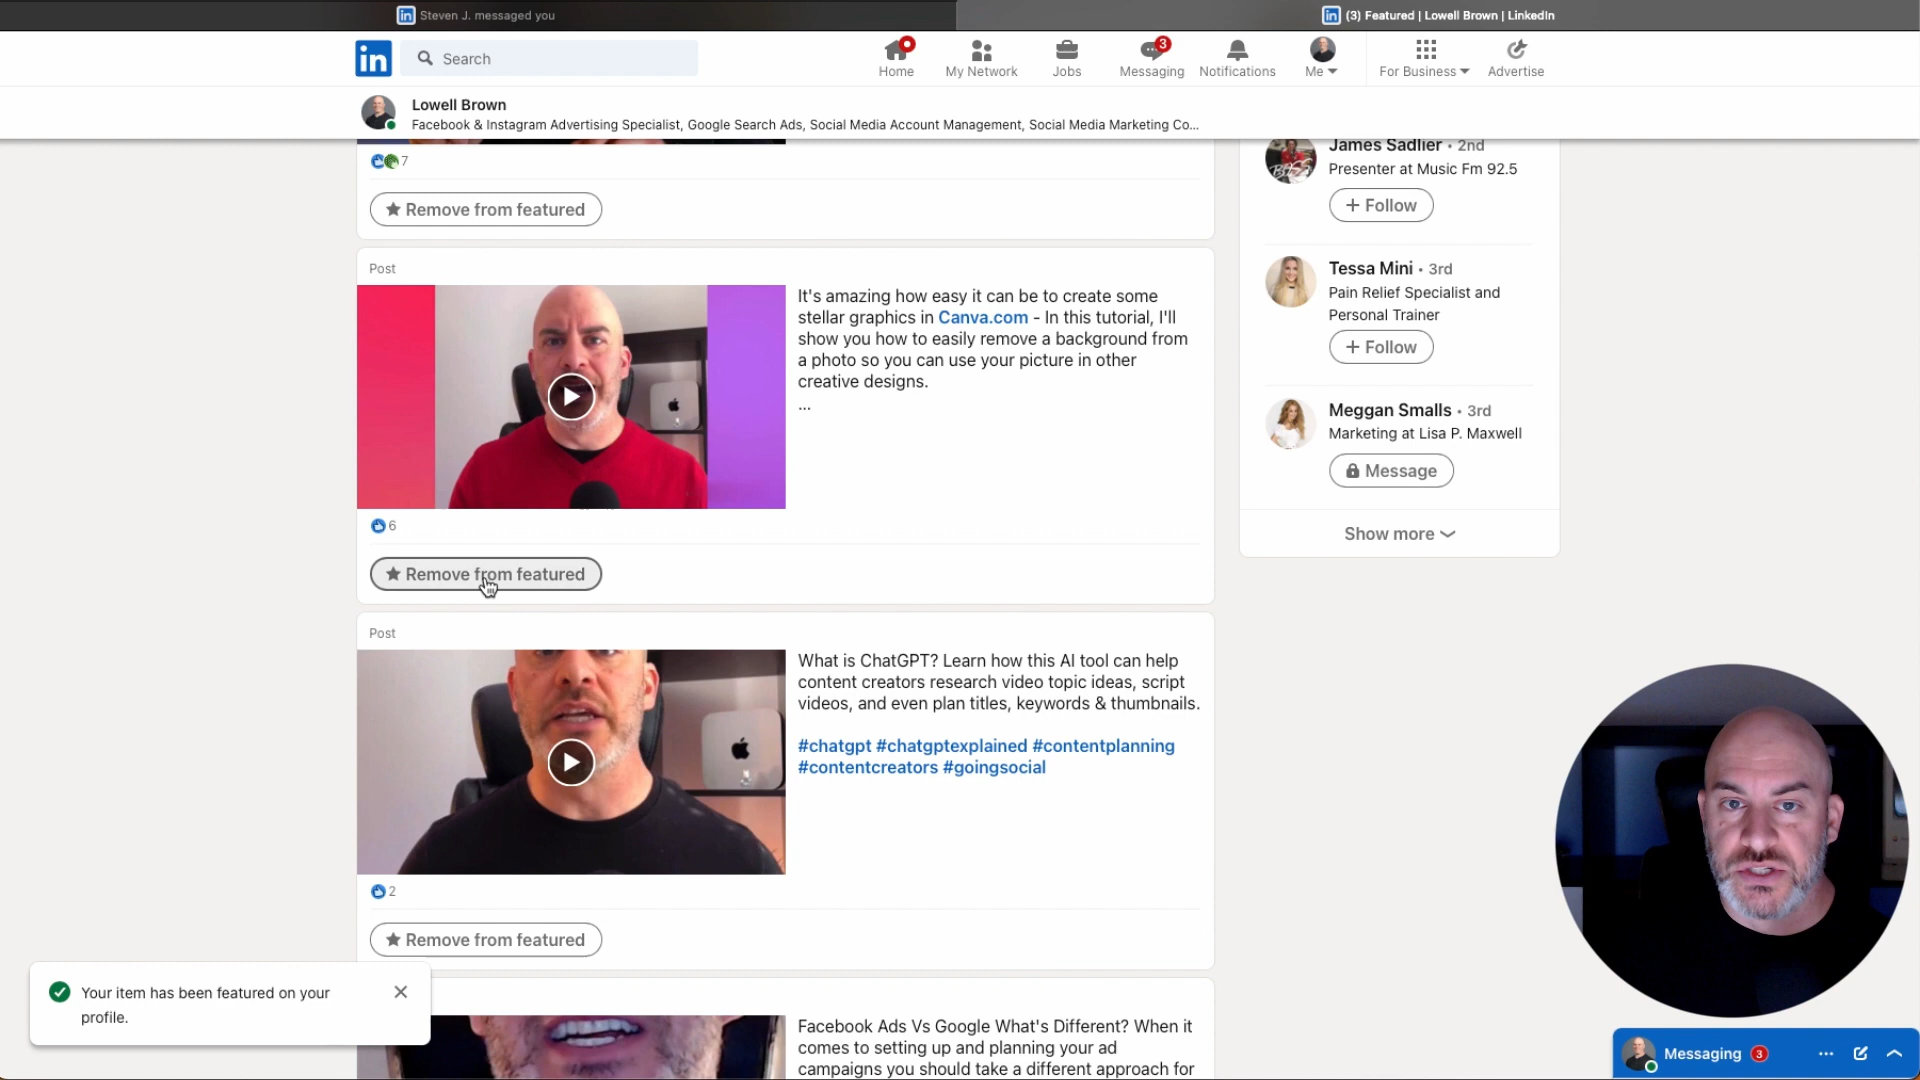 Steven J. messaged you
(3) Featured | Lowell Brown | LinkedIn
in
Search
Home
My Network
Jobs
3
Messaging
Notifications
Me
For Business
Advertise
Lowell Brown
Facebook & Instagram Advertising Specialist, Google Search Ads, Social Media Account Management, Social Media Marketing Co...
7
Remove from featured
Post
It's amazing how easy it can be to create some
stellar graphics in Canva.com - In this tutorial, I'll
show you how to easily remove a background from
a photo so you can use your picture in other
creative designs.
...
6
Remove from featured
Post
What is ChatGPT? Learn how this AI tool can help
content creators research video topic ideas, script
videos, and even plan titles, keywords & thumbnails.
#chatgpt #chatgptexplained #contentplanning
#contentcreators #goingsocial
2
Remove from featured
Facebook Ads Vs Google What's Different? When it
comes to setting up and planning your ad
campaigns you should take a different approach for
James Sadlier • 2nd
Presenter at Music Fm 92.5
+ Follow
Tessa Mini • 3rd
Pain Relief Specialist and
Personal Trainer
+ Follow
Meggan Smalls • 3rd
Marketing at Lisa P. Maxwell
Message
Show more
Your item has been featured on your
profile.
Messaging 3